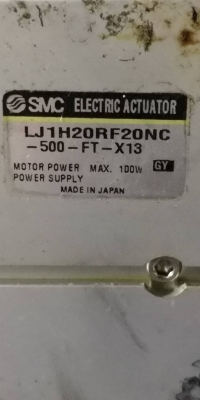 SMC ELECTRIC ACTUATOR
LJ1H20RF20NC
-500-FT-X13
MOTOR POWER MAX. 100W GY
POWER SUPPLY
MADE IN JAPAN